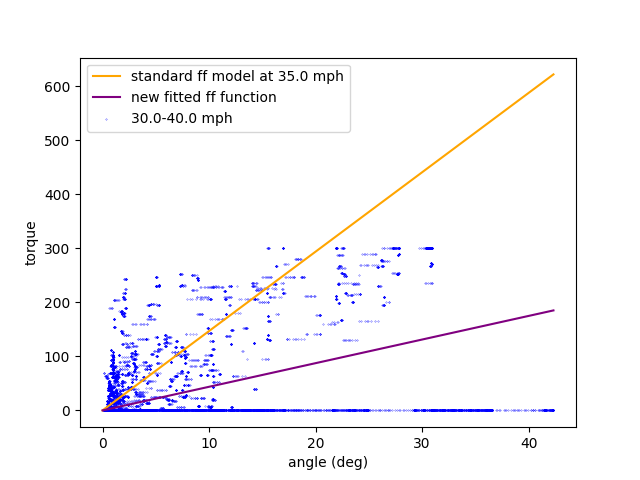 standard ff model at 35.0 mph
new fitted ff function
30.0-40.0 mph
600
500
400
300
200
100
0
torque
0 10 20 30 40
angle (deg)